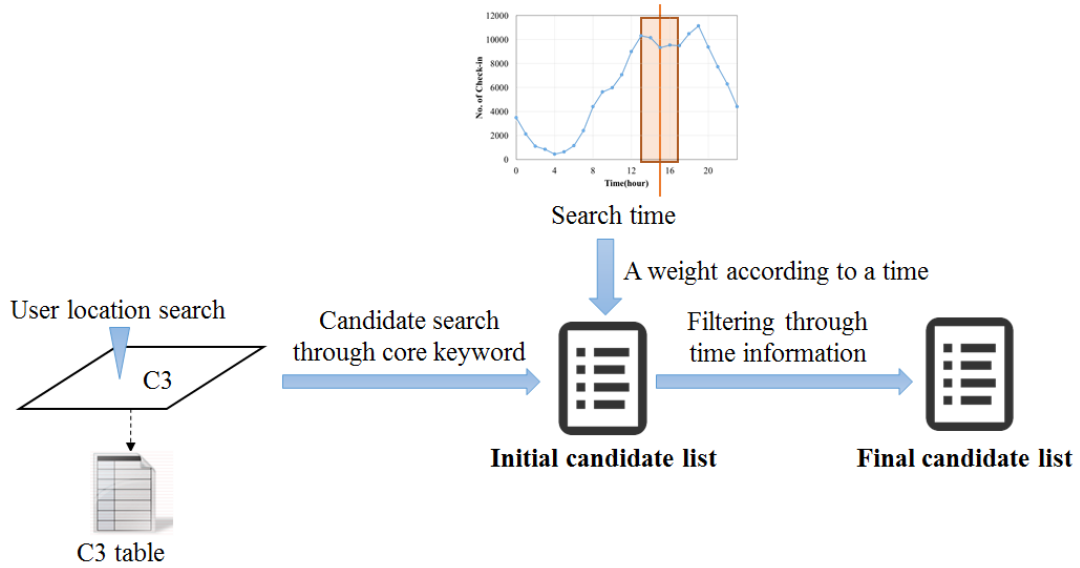 12000
10000
8000
6000
4000
2000
0
No. of Check-in
0 4 8 12 16 20
Time(hour)
Search time
A weight according to a time
User location search
C3
C3 table
Candidate search
through core keyword
Initial candidate list
Filtering through
time information
Final candidate list